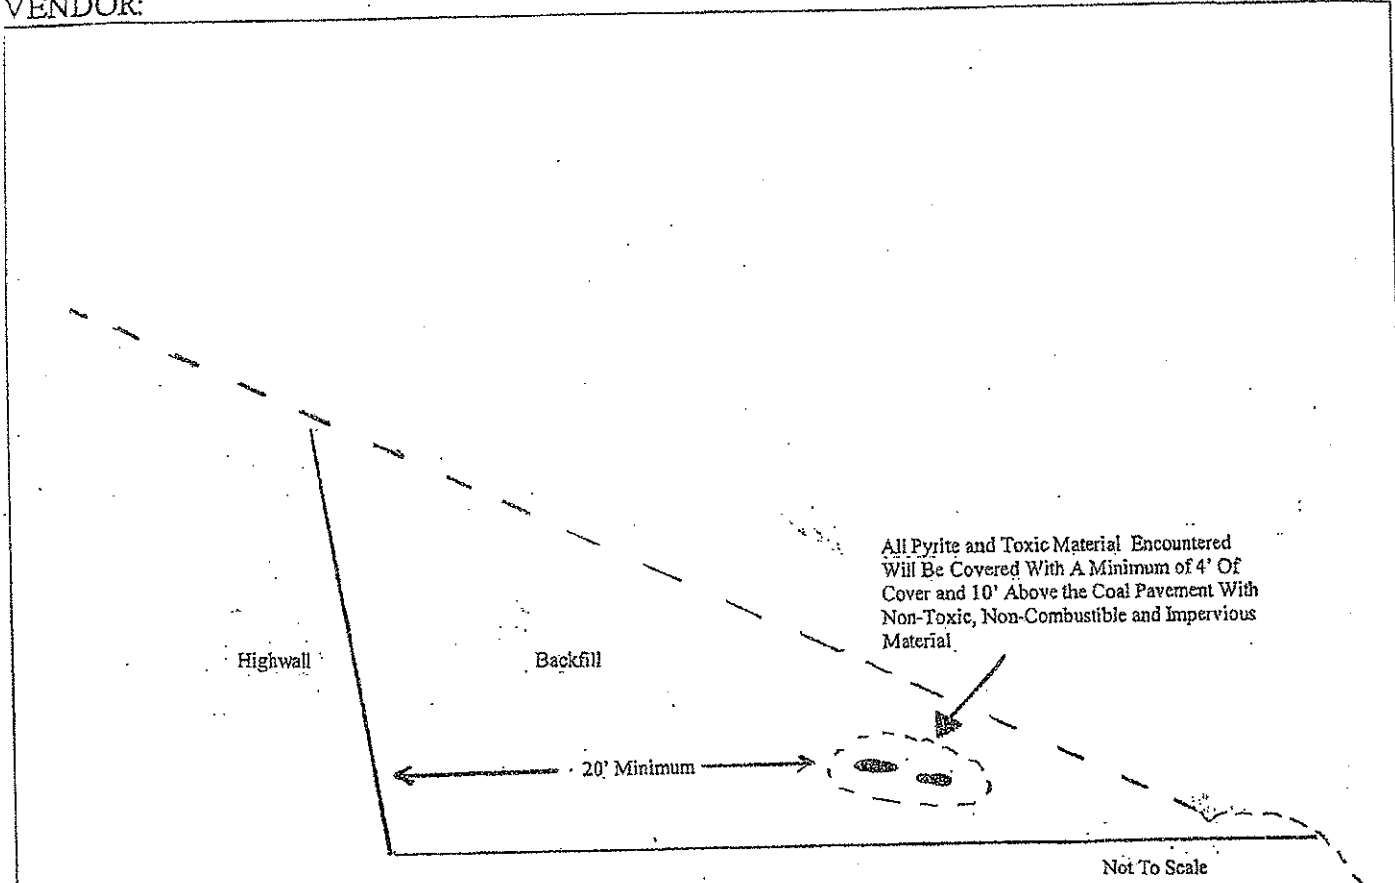 VENDOR:
All Pyrite and Toxic Material Encountered
Will Be Covered With A Minimum of 4' Of
Cover and 10' Above the Coal Pavement With
Non-Toxic, Non-Combustible and Impervious
Material
Highwall
Backfill
20' Minimum
Not To Scale